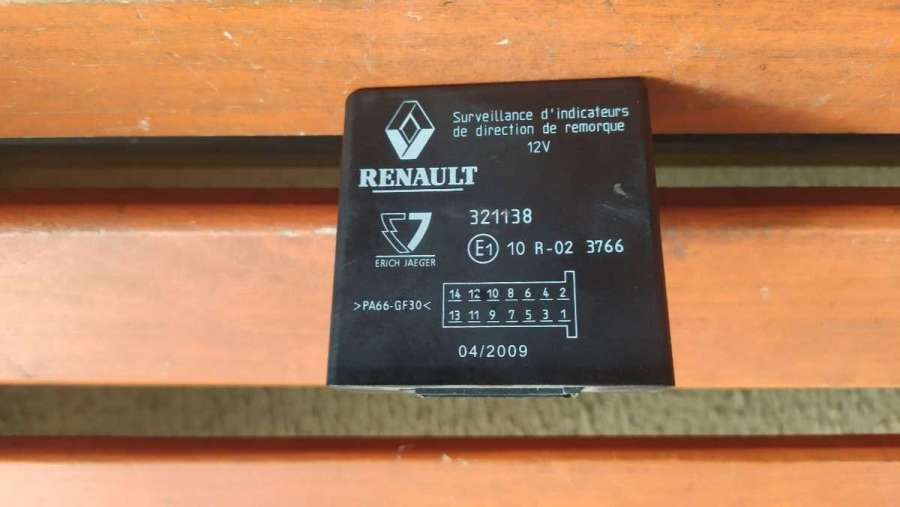 Surveillance d'indicateurs
de direction de remorque
12V
RENAULT
321138
E1 10 R-02 3766
ERICH JAEGER
>PA66-GF30<
14 12 10 8 6 4 2
13 11 9 7 5 3 1
04/2009